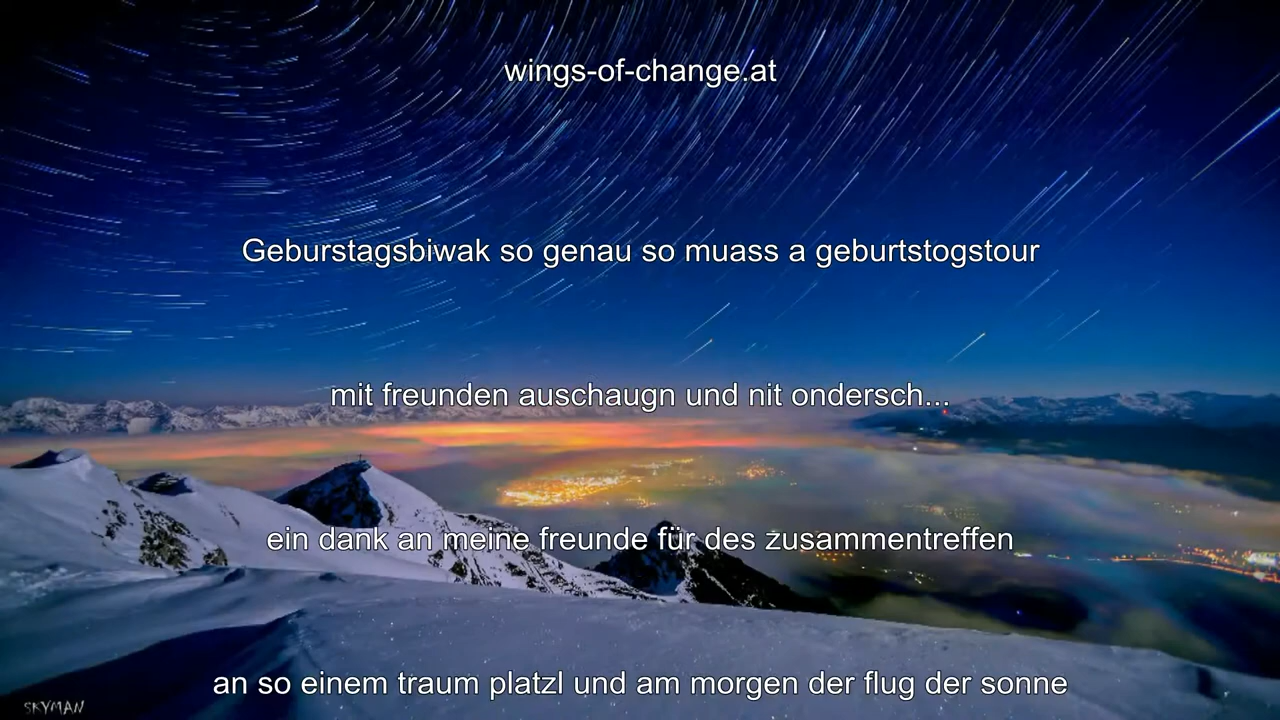 wings-of-change.at
Geburstagsbiwak so genau so muass a geburtstogstour
mit freunden auschaugn und nit ondersch...
ein dank an meine freunde für des zusammentreffen
an so einem traum platzl und am morgen der flug der sonne
SKYMAN